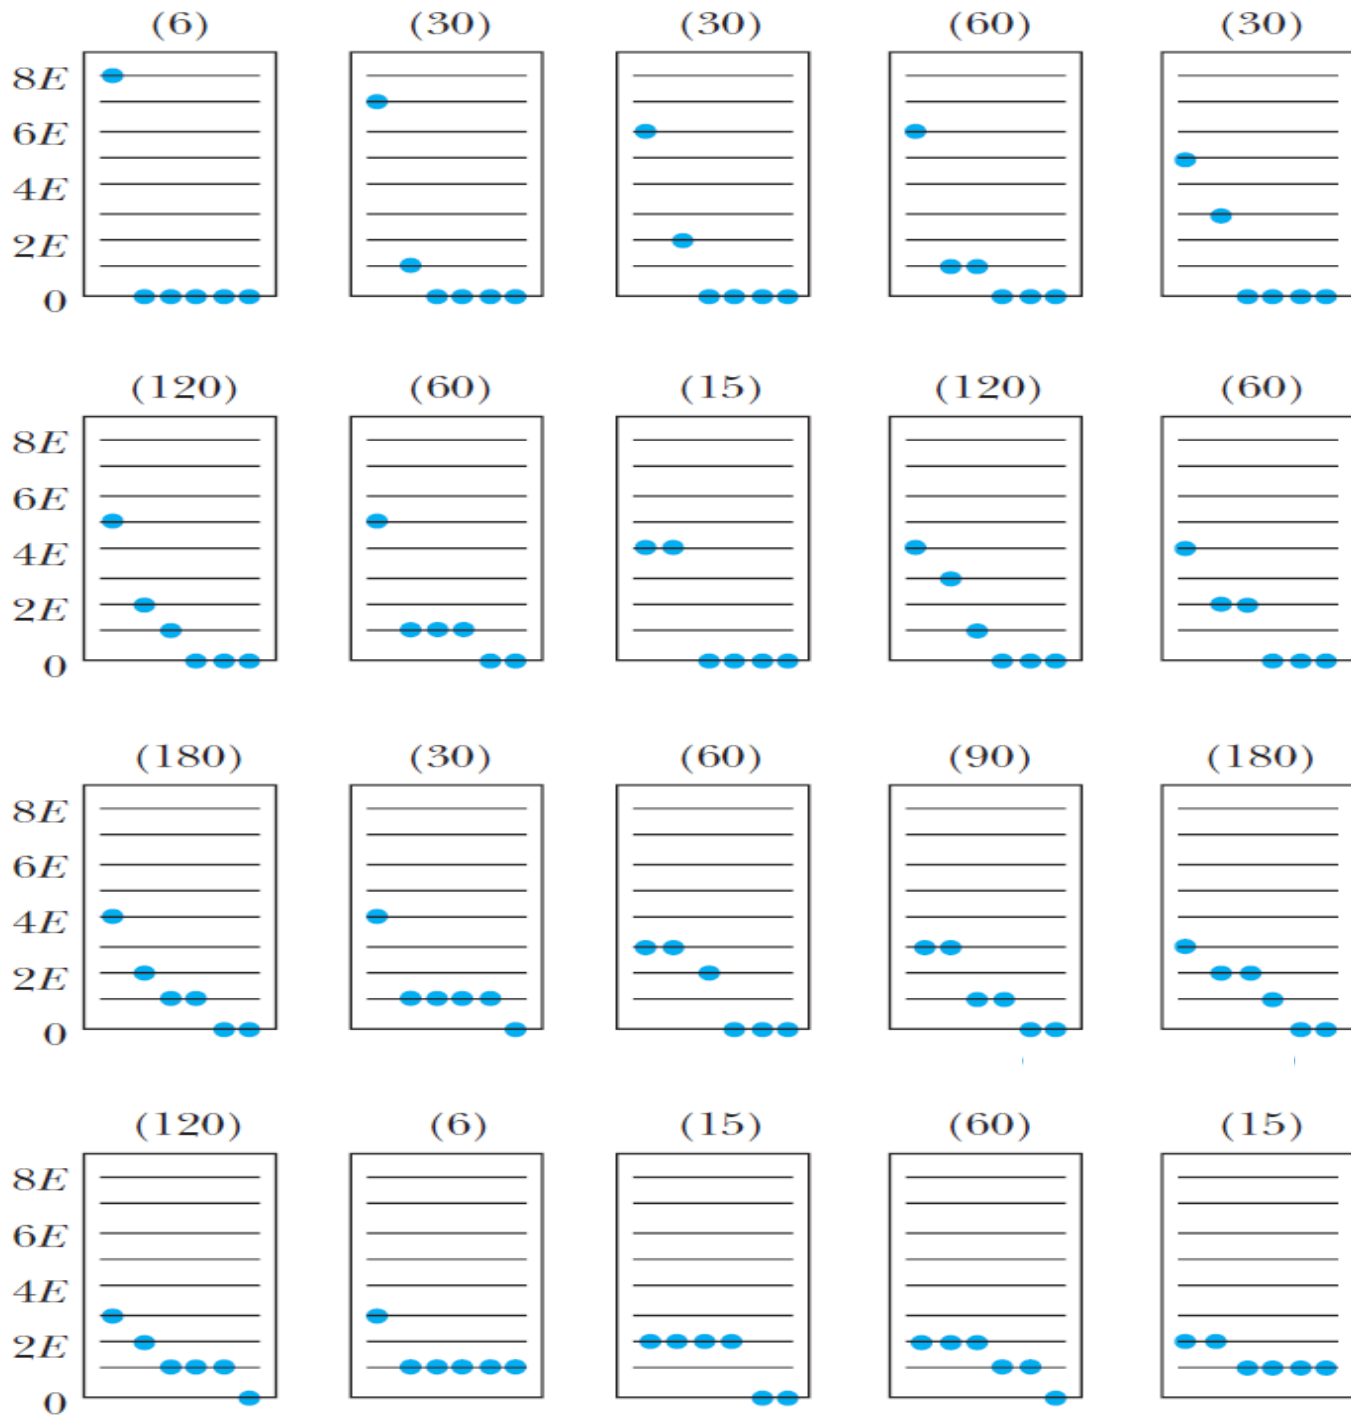 (6) (30) (30) (60) (30)
8E
6E
4E
2E
0
(120) (60) (15) (120) (60)
8E
6E
4E
2E
0
(180) (30) (60) (90) (180)
8E
6E
4E
2E
0
(120) (6) (15) (60) (15)
8E
6E
4E
2E
0